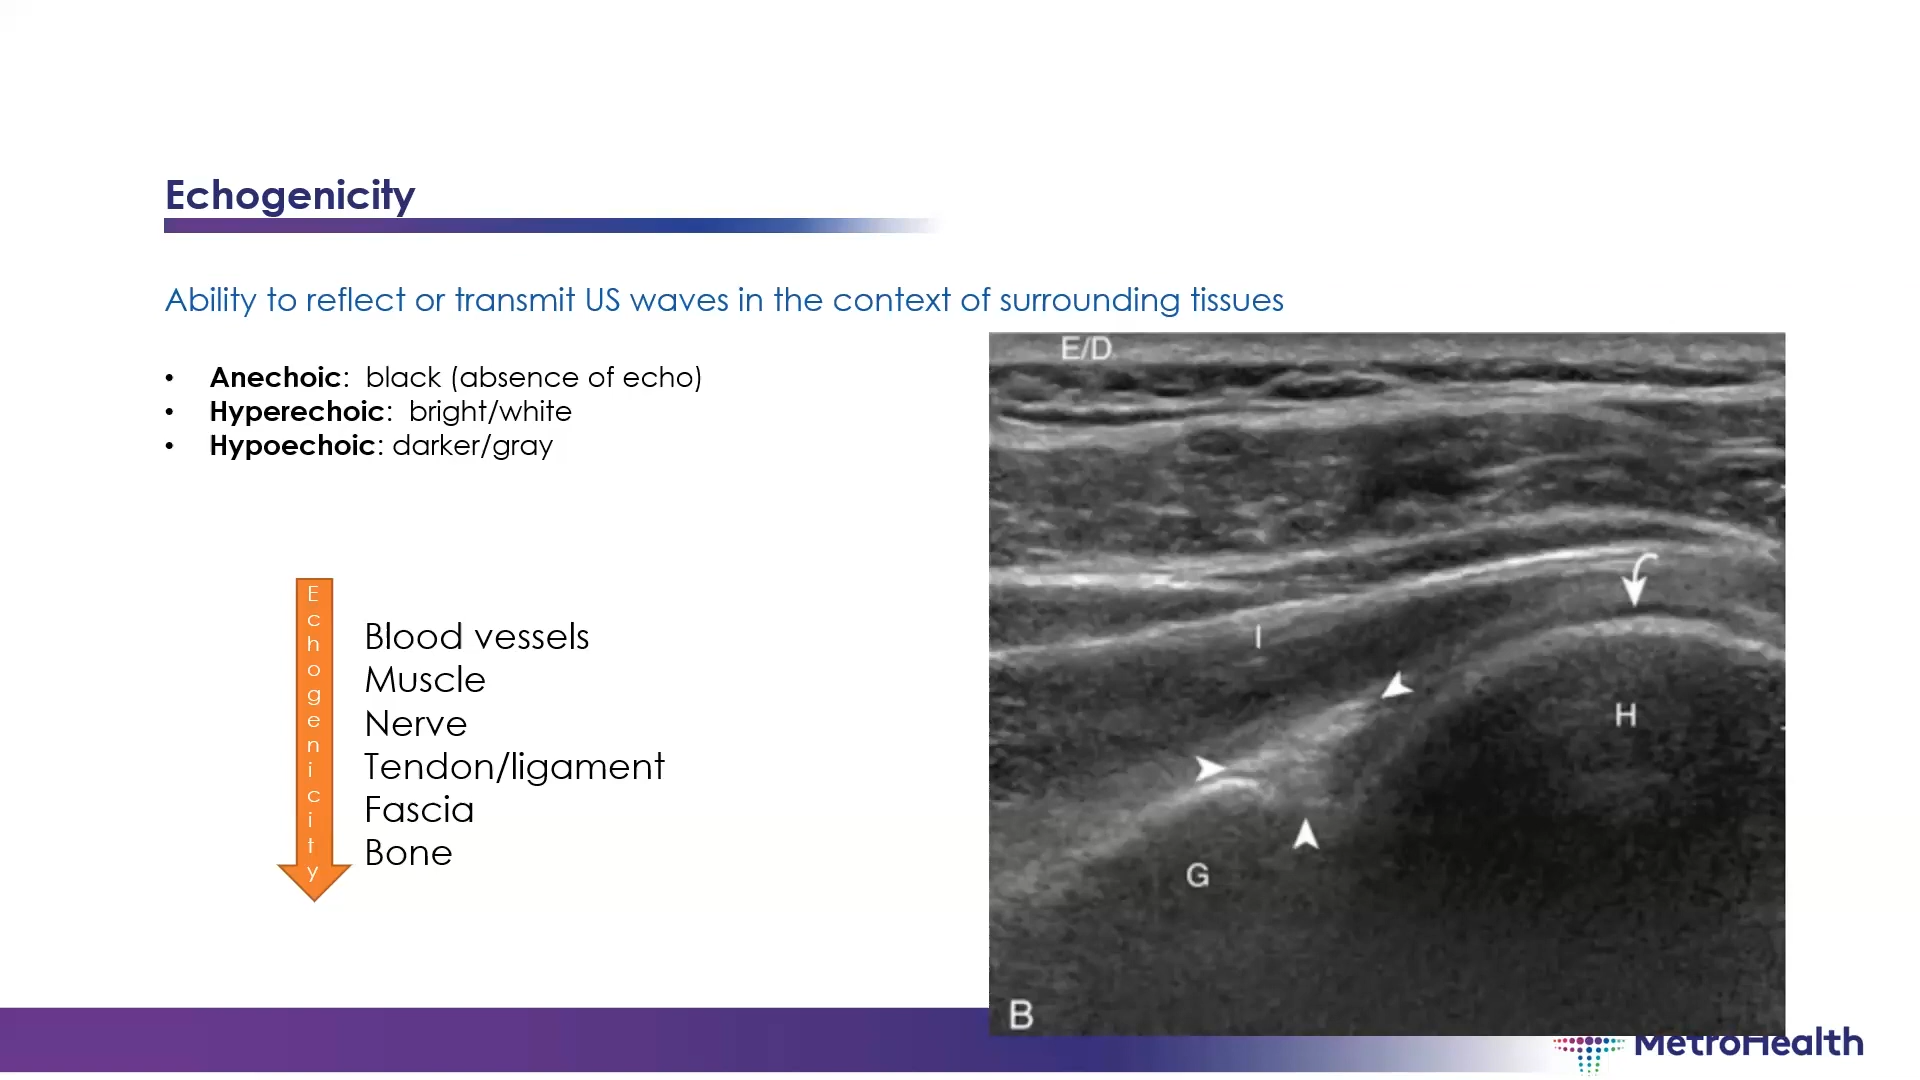 Echogenicity
Ability to reflect or transmit US waves in the context of surrounding tissues
• Anechoic: black (absence of echo)
• Hyperechoic: bright/white
• Hypoechoic: darker/gray
Echogenicity
Blood vessels
Muscle
Nerve
Tendon/ligament
Fascia
Bone
E/D
I
H
G
B
MetroHealth